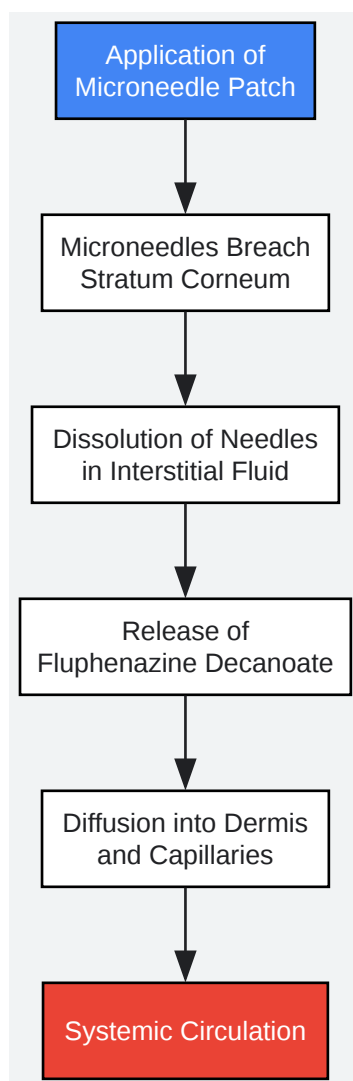 Application of
Microneedle Patch
Microneedles Breach
Stratum Corneum
Dissolution of Needles
in Interstitial Fluid
Release of
Fluphenazine Decanoate
Diffusion into Dermis
and Capillaries
Systemic Circulation